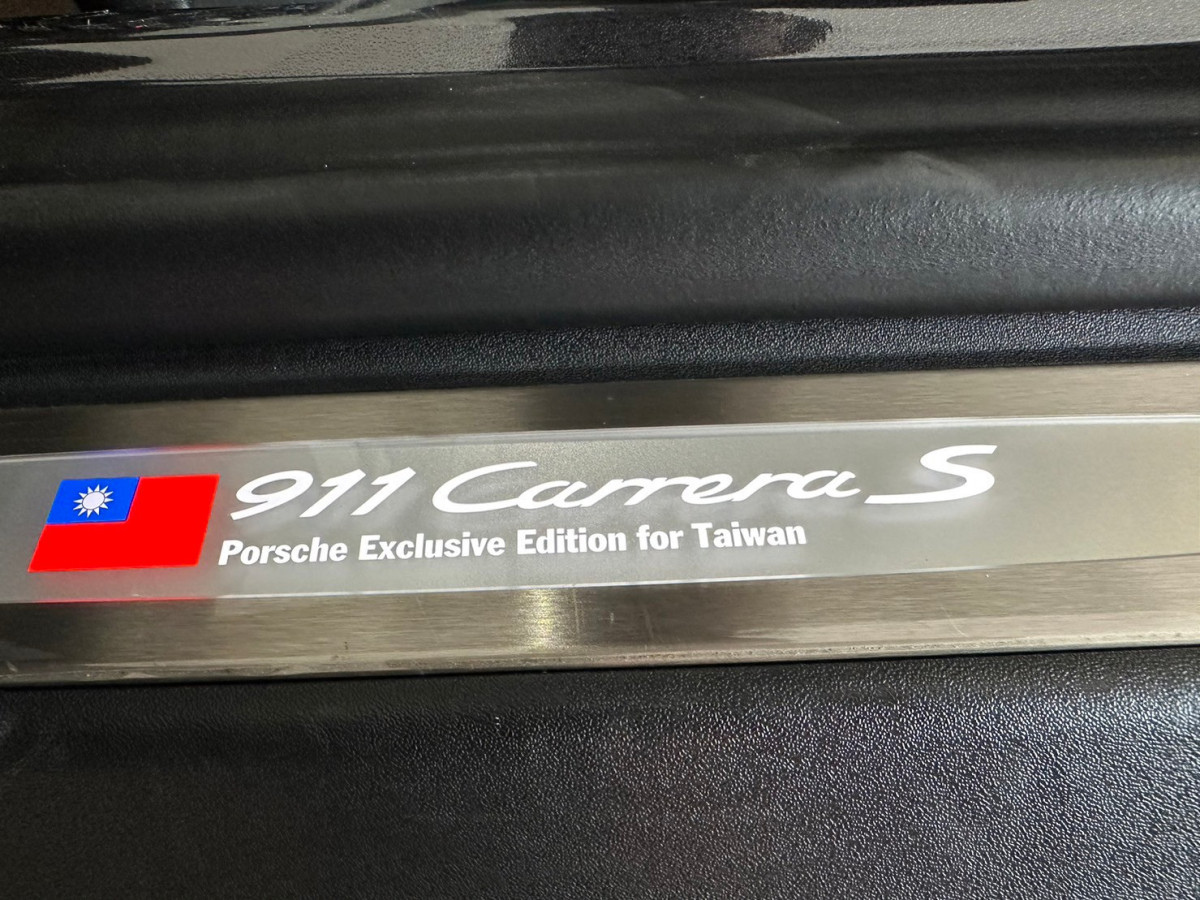 911 Carrera S
Porsche Exclusive Edition for Taiwan